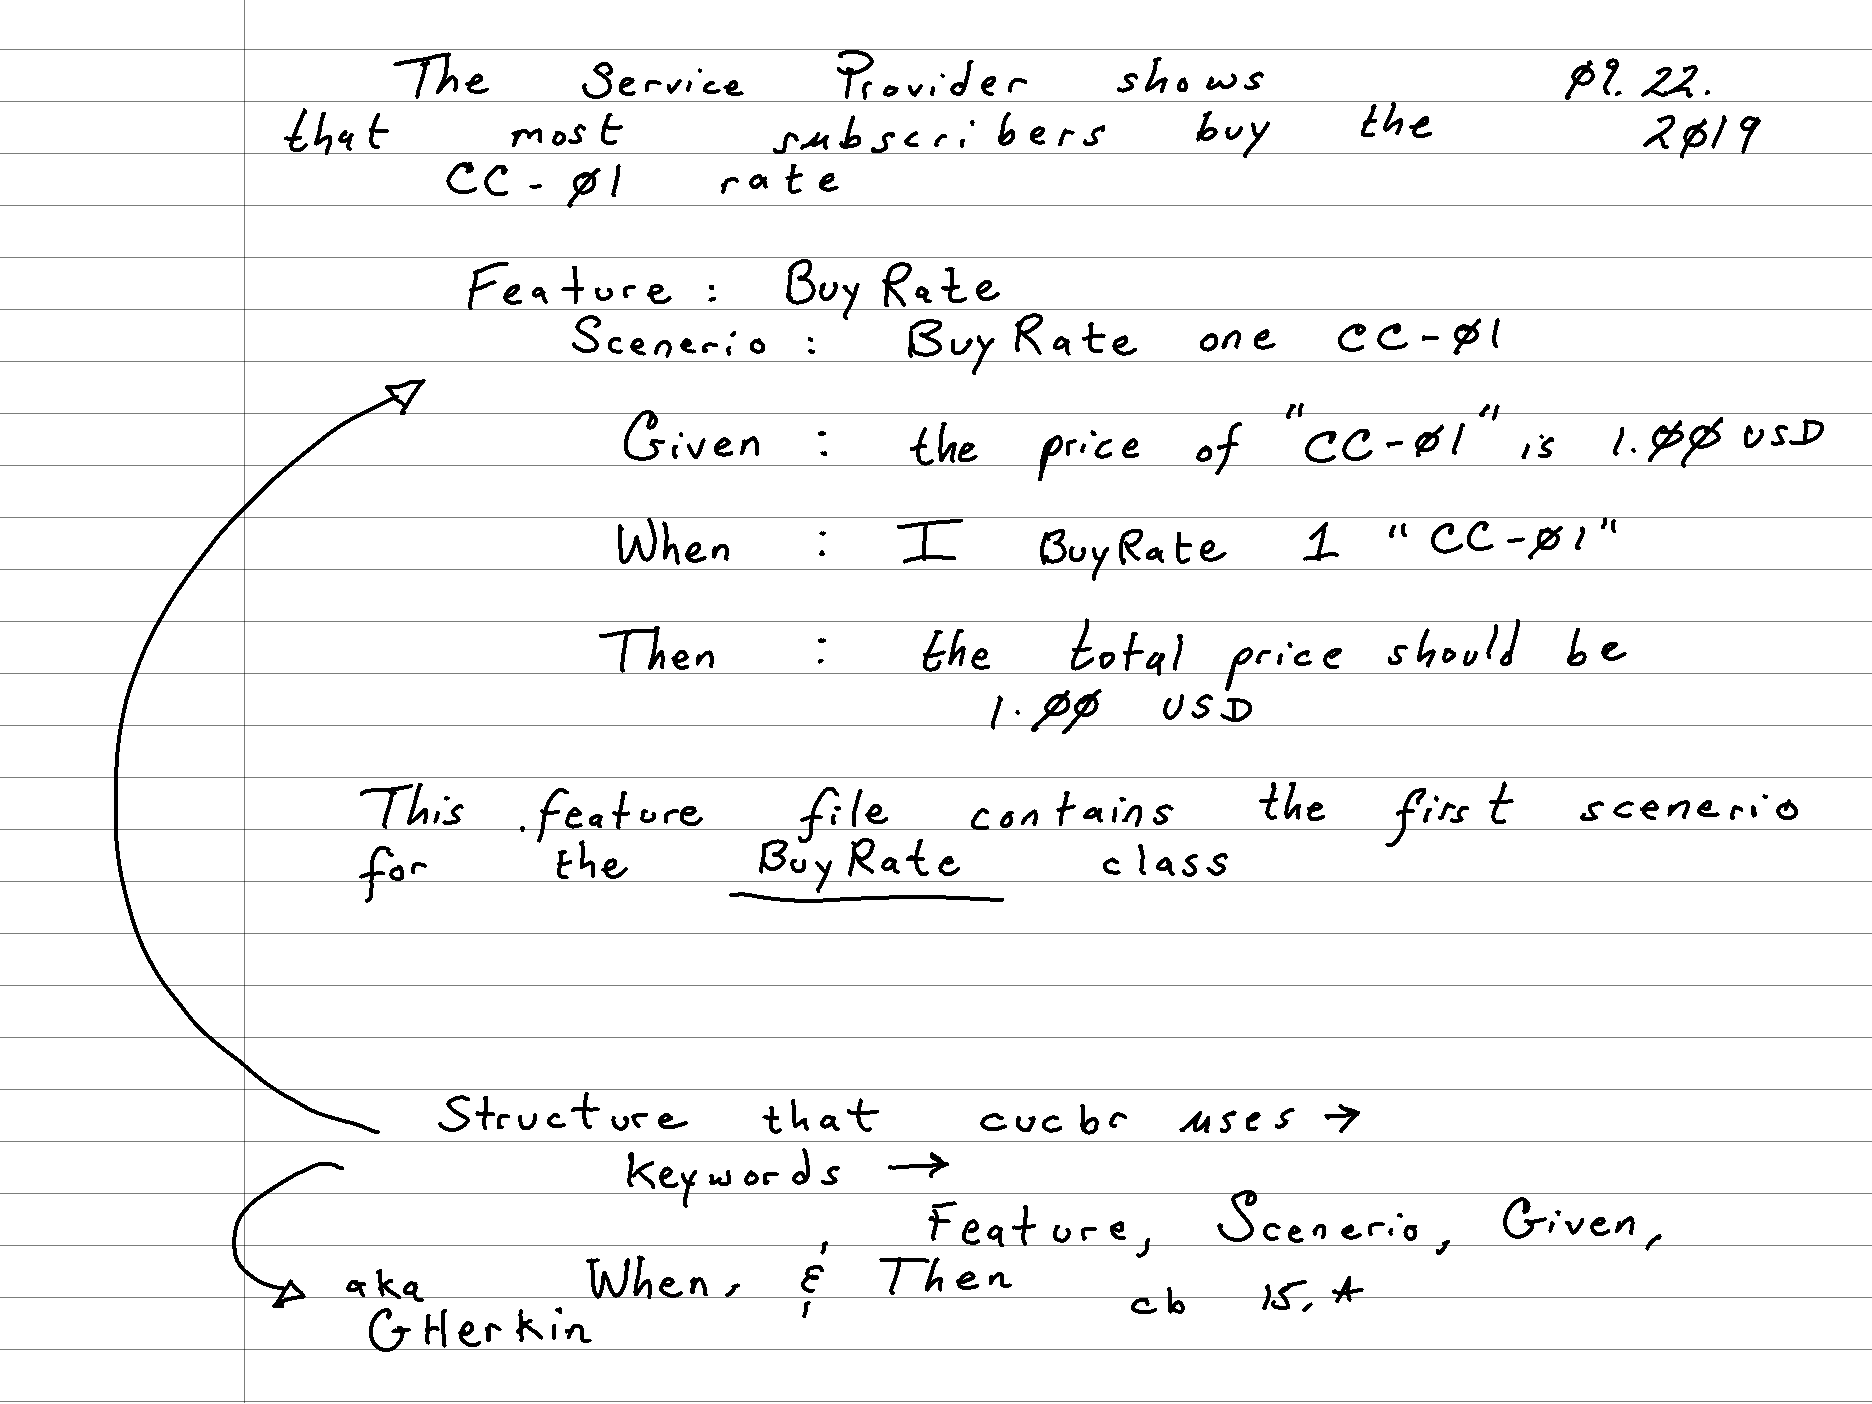 The Service Provider shows Ø9.22.
that most subscribers buy the 2Ø19
CC-Ø1 rate
Feature : BuyRate
Scenerio : BuyRate one CC-Ø1
Given : the price of "CC-Ø1" is 1.ØØ USD
When : I BuyRate 1 "CC-Ø1"
Then : the total price should be
1.ØØ USD
This .feature file contains the first scenerio
for the BuyRate class
Structure that cucbr uses →
keywords →
Feature, Scenerio, Given,
aka When, & Then cb 15.*
GHerkin